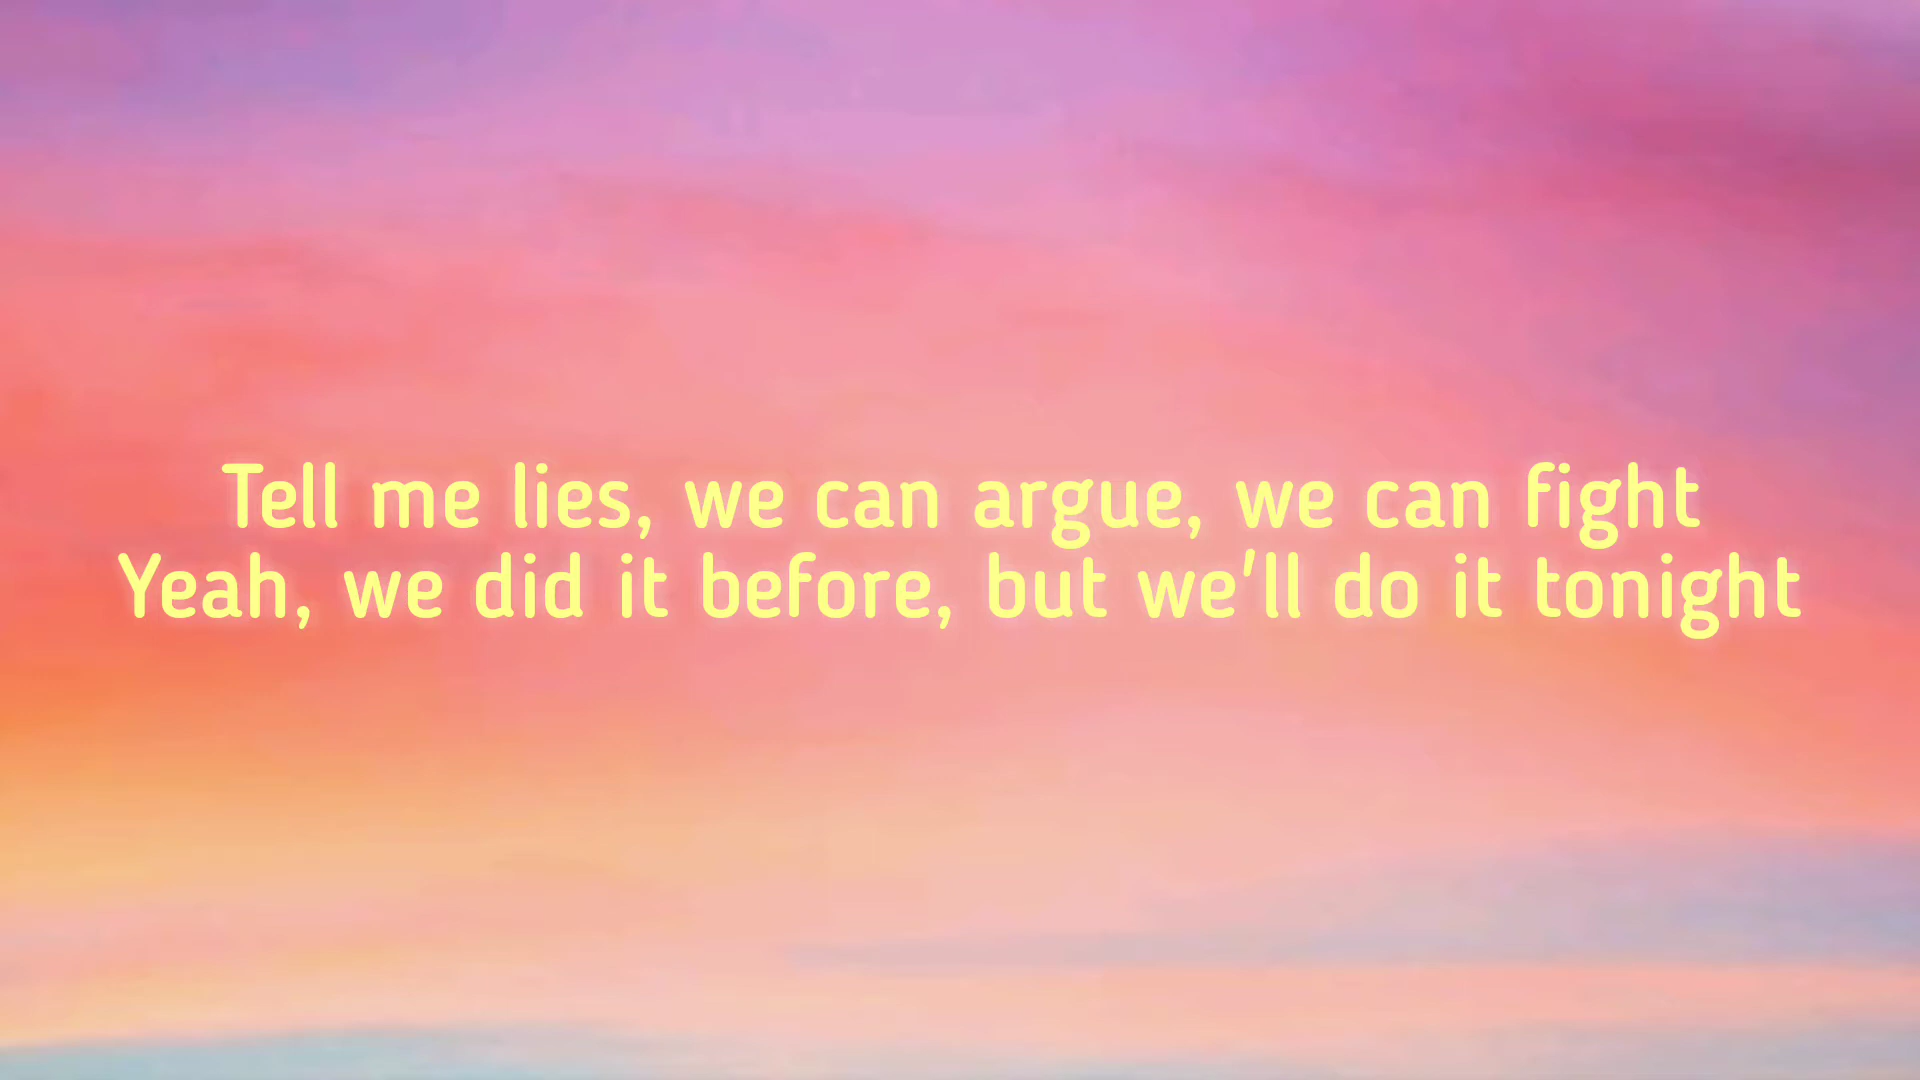 Tell me lies, we can argue, we can fight
Yeah, we did it before, but we'll do it tonight